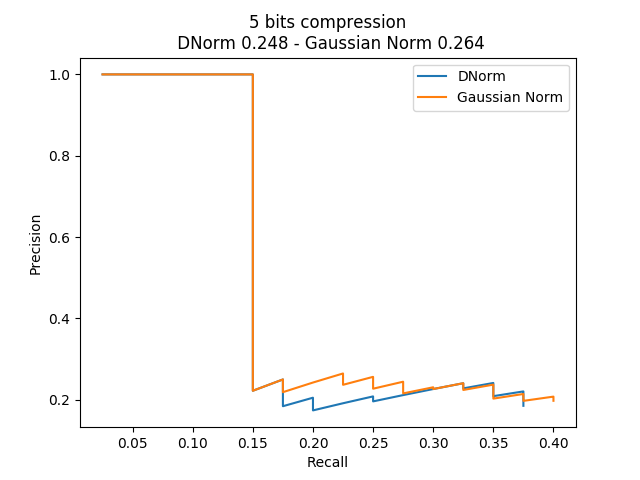 5 bits compression
DNorm 0.248 - Gaussian Norm 0.264
DNorm
Gaussian Norm
1.0
0.8
0.6
0.4
0.2
Precision
0.05 0.10 0.15 0.20 0.25 0.30 0.35 0.40
Recall